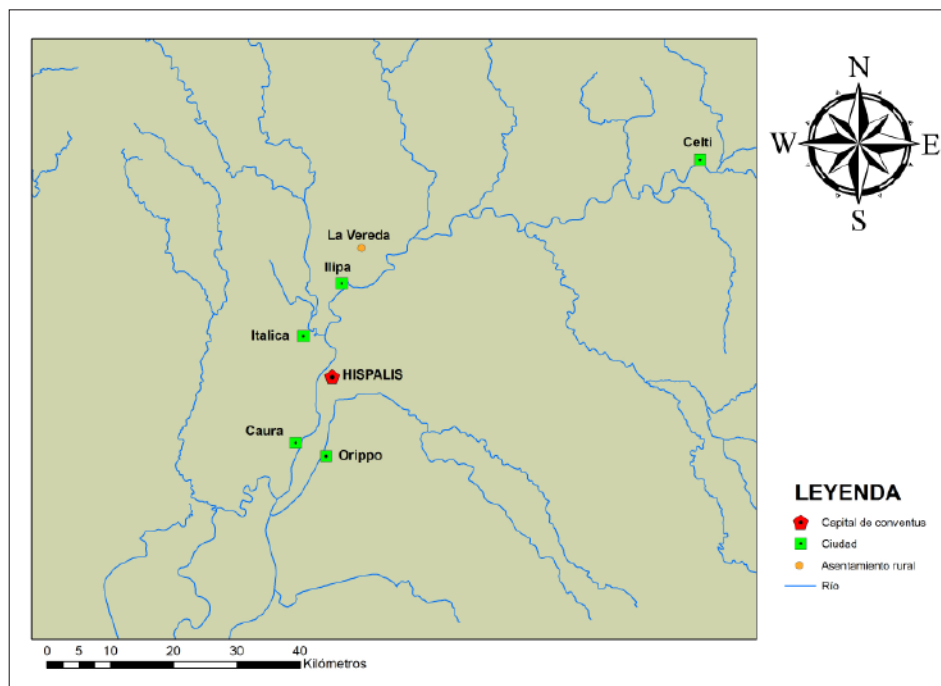 N
W
E
S
Celti
La Vereda
Ilipa
Italica
HISPALIS
Caura
Orippo
LEYENDA
Capital de conventus
Ciudad
Asentamiento rural
Río
0 5 10 20 30 40
Kilómetros